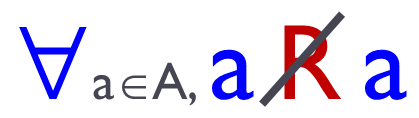 ∀ a∈A, a R̸ a